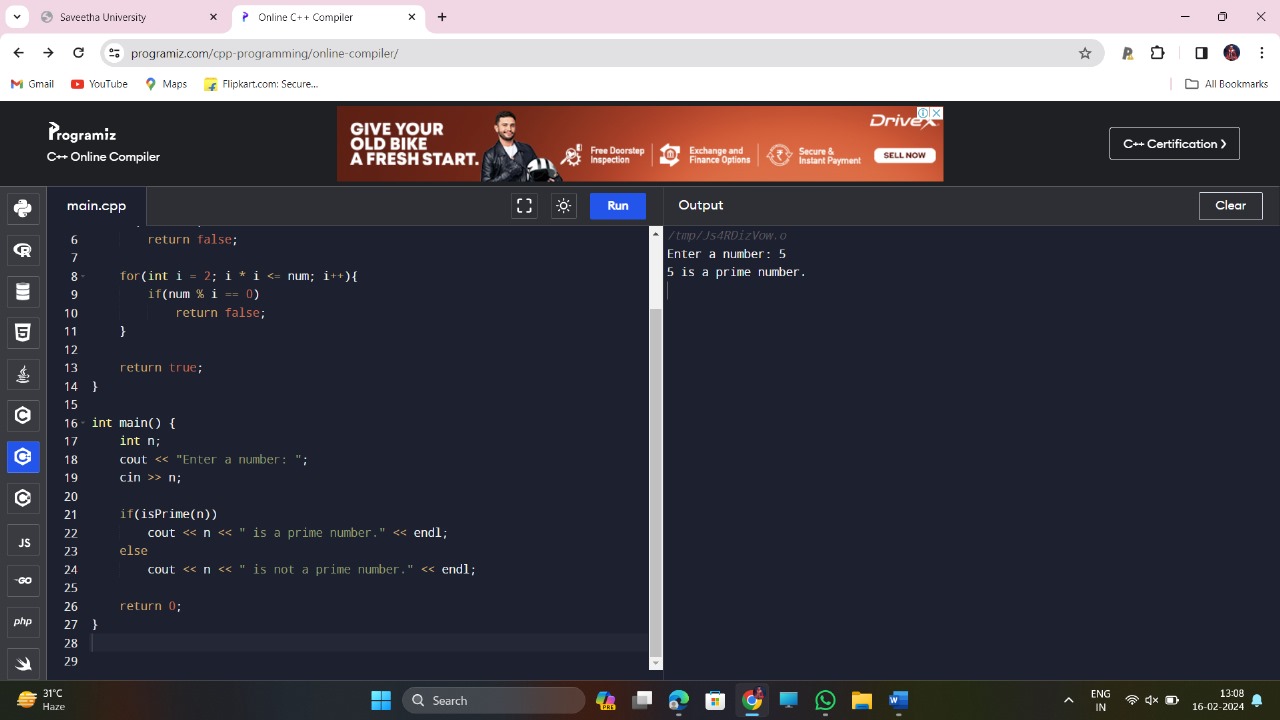 Saveetha University
Online C++ Compiler
programiz.com/cpp-programming/online-compiler/
Gmail
YouTube
Maps
Flipkart.com: Secure...
All Bookmarks
Programiz
C++ Online Compiler
GIVE YOUR
OLD BIKE
A FRESH START.
Free Doorstep
Inspection
Exchange and
Finance Options
Secure &
Instant Payment
DriveX
SELL NOW
C++ Certification >
main.cpp
Run
Output
Clear
6 return false;
7
8 for(int i = 2; i * i <= num; i++){
9 if(num % i == 0)
10 return false;
11 }
12
13 return true;
14 }
15
16 int main() {
17 int n;
18 cout << "Enter a number: ";
19 cin >> n;
20
21 if(isPrime(n))
22 cout << n << " is a prime number." << endl;
23 else
24 cout << n << " is not a prime number." << endl;
25
26 return 0;
27 }
28
29
/tmp/Js4RDizVow.o
Enter a number: 5
5 is a prime number.
JS
GO
php
31°C
Haze
Search
PRE
ENG
IN
13:08
16-02-2024